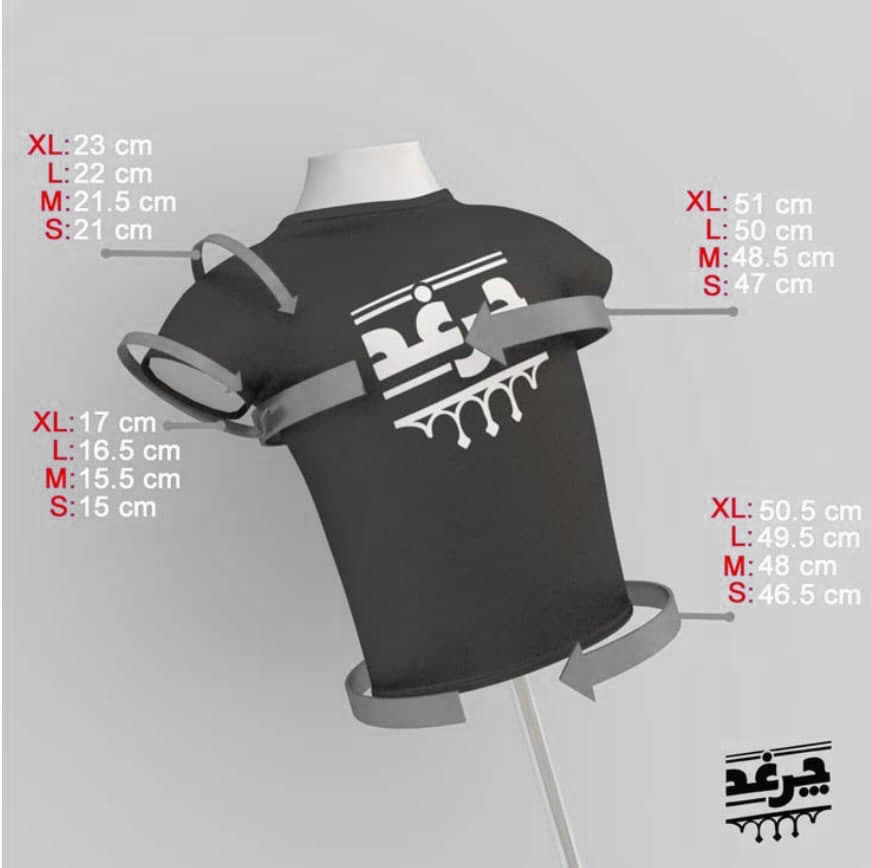 XL: 23 cm
L: 22 cm
M: 21.5 cm
S: 21 cm
XL: 51 cm
L: 50 cm
M: 48.5 cm
S: 47 cm
چرغد
XL: 17 cm
L: 16.5 cm
M: 15.5 cm
S: 15 cm
XL: 50.5 cm
L: 49.5 cm
M: 48 cm
S: 46.5 cm
چرغد